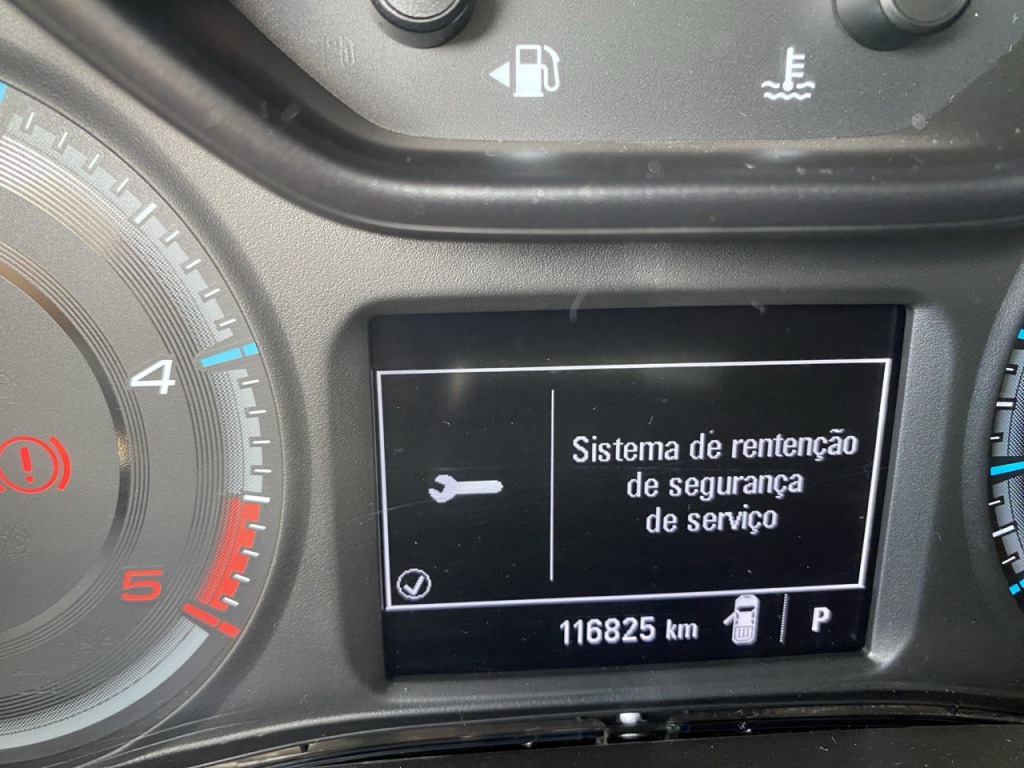 4
5
Sistema de rentenção
de segurança
de serviço
116825 km
P